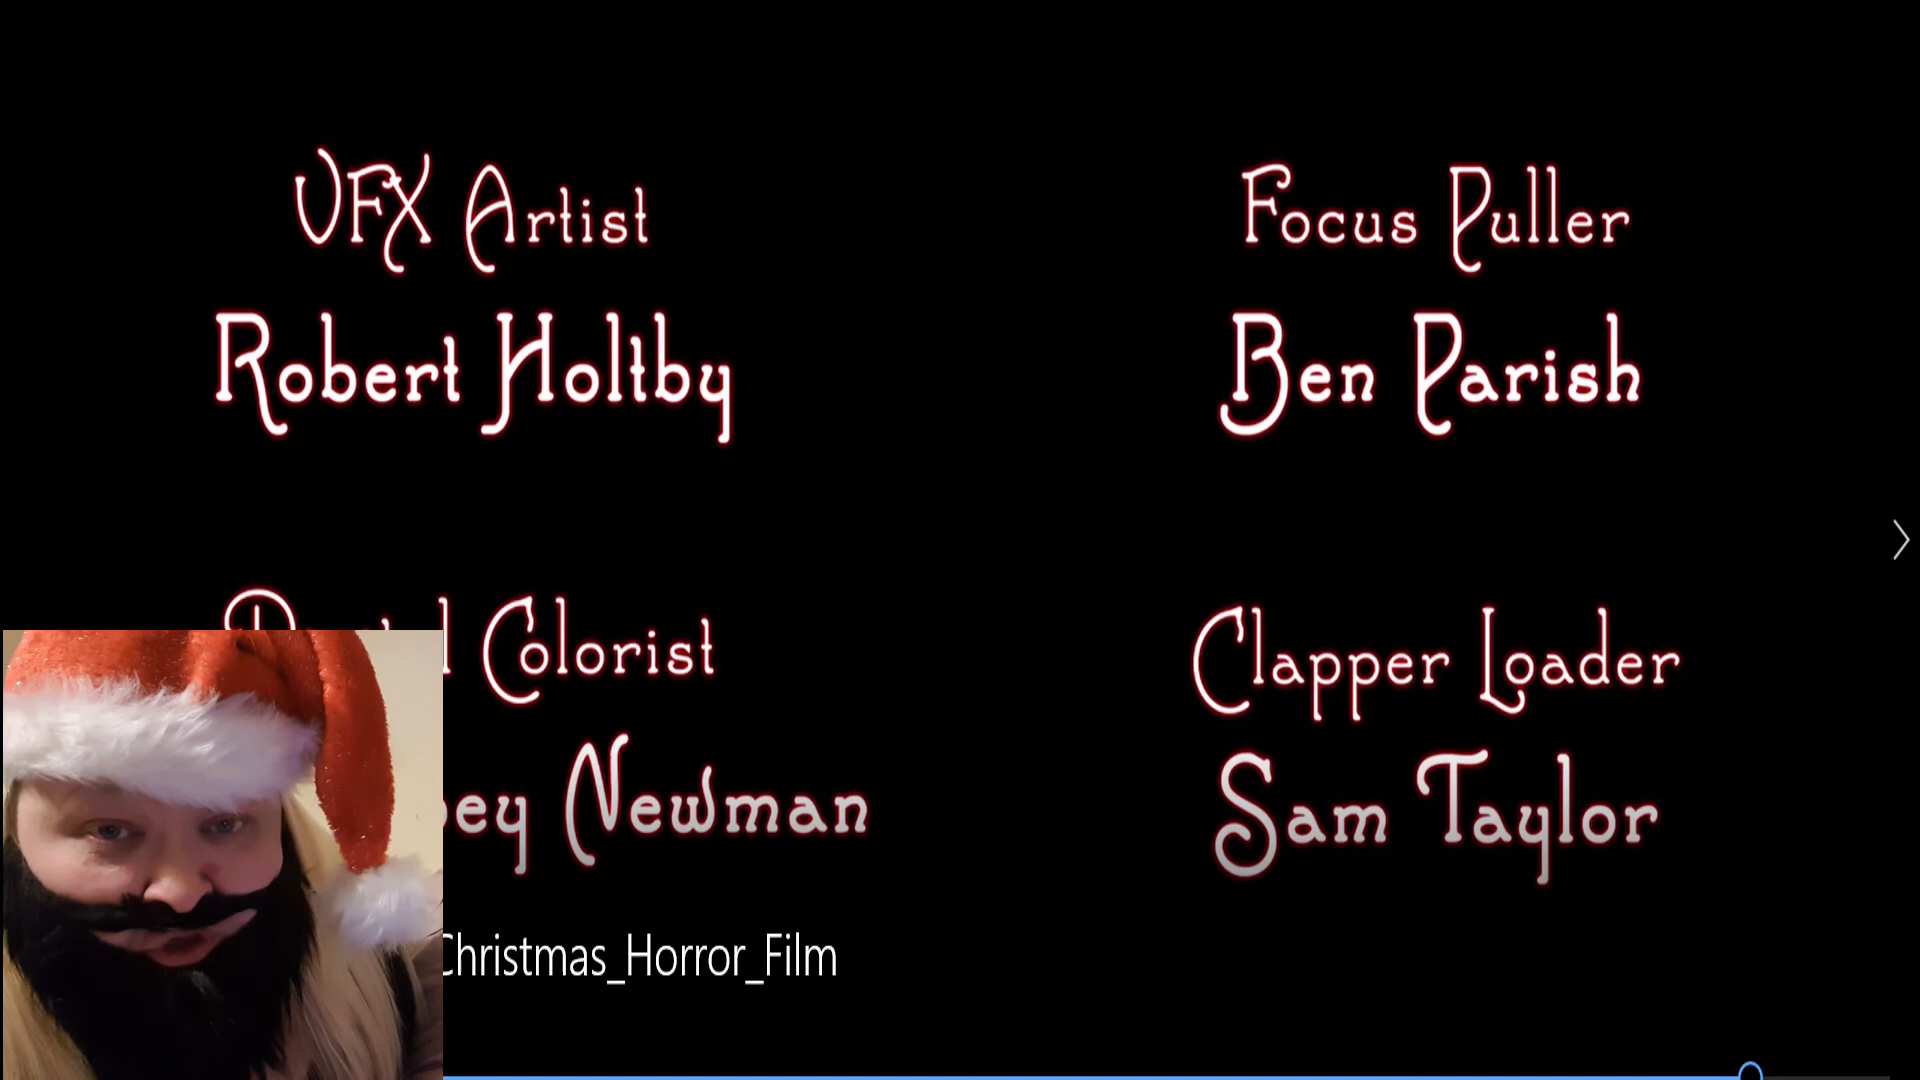 VFX Artist
Robert Holtby
Focus Puller
Ben Parish
Colorist
Newman
Clapper Loader
Sam Taylor
Christmas_Horror_Film